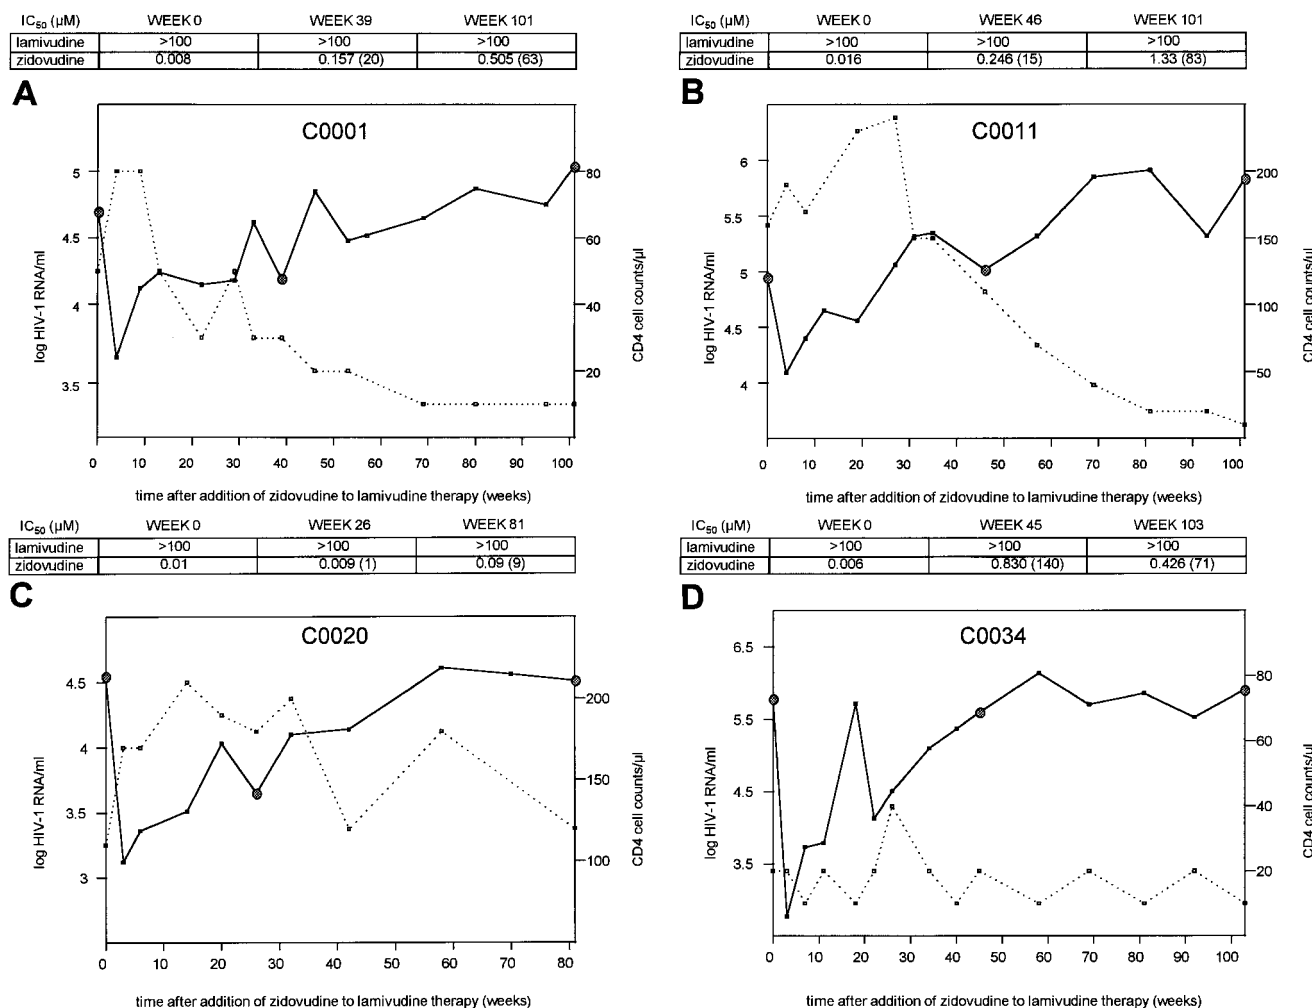 IC50 (µM) WEEK 0 WEEK 39 WEEK 101
lamivudine >100 >100 >100
zidovudine 0.008 0.157 (20) 0.505 (63)
A
C0001
log HIV-1 RNA/ml
5
4.5
4
3.5
80
60
40
20
CD4 cell counts/µl
0 10 20 30 40 50 60 70 80 90 100
time after addition of zidovudine to lamivudine therapy (weeks)
IC50 (µM) WEEK 0 WEEK 46 WEEK 101
lamivudine >100 >100 >100
zidovudine 0.016 0.246 (15) 1.33 (83)
B
C0011
log HIV-1 RNA/ml
6
5.5
5
4.5
4
200
150
100
50
CD4 cell counts/µl
0 10 20 30 40 50 60 70 80 90 100
time after addition of zidovudine to lamivudine therapy (weeks)
IC50 (µM) WEEK 0 WEEK 26 WEEK 81
lamivudine >100 >100 >100
zidovudine 0.01 0.009 (1) 0.09 (9)
C
C0020
log HIV-1 RNA/ml
4.5
4
3.5
3
200
150
100
CD4 cell counts/µl
0 10 20 30 40 50 60 70 80
time after addition of zidovudine to lamivudine therapy (weeks)
IC50 (µM) WEEK 0 WEEK 45 WEEK 103
lamivudine >100 >100 >100
zidovudine 0.006 0.830 (140) 0.426 (71)
D
C0034
log HIV-1 RNA/ml
6.5
5.5
4.5
3.5
80
60
40
20
CD4 cell counts/µl
0 10 20 30 40 50 60 70 80 90 100
time after addition of zidovudine to lamivudine therapy (weeks)